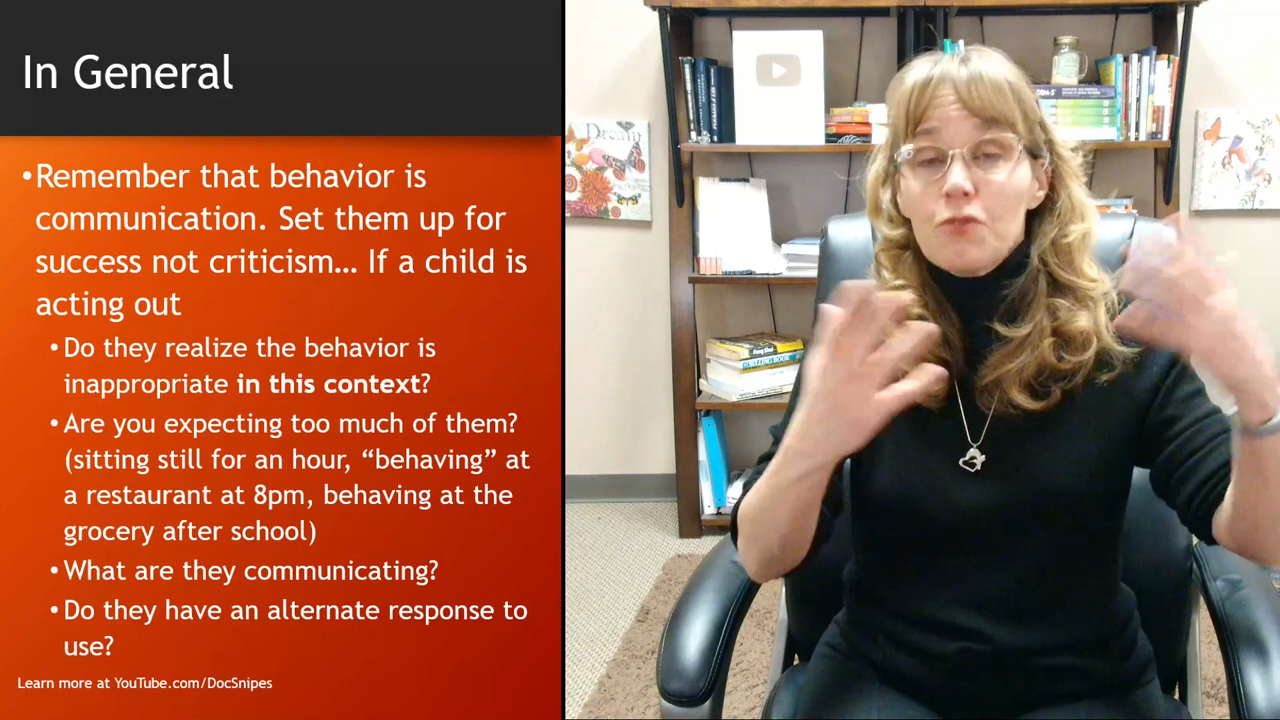 In General
•Remember that behavior is
communication. Set them up for
success not criticism… If a child is
acting out
•Do they realize the behavior is
inappropriate in this context?
•Are you expecting too much of them?
(sitting still for an hour, “behaving” at
a restaurant at 8pm, behaving at the
grocery after school)
•What are they communicating?
•Do they have an alternate response to
use?
Learn more at YouTube.com/DocSnipes
Dream
DSM-5